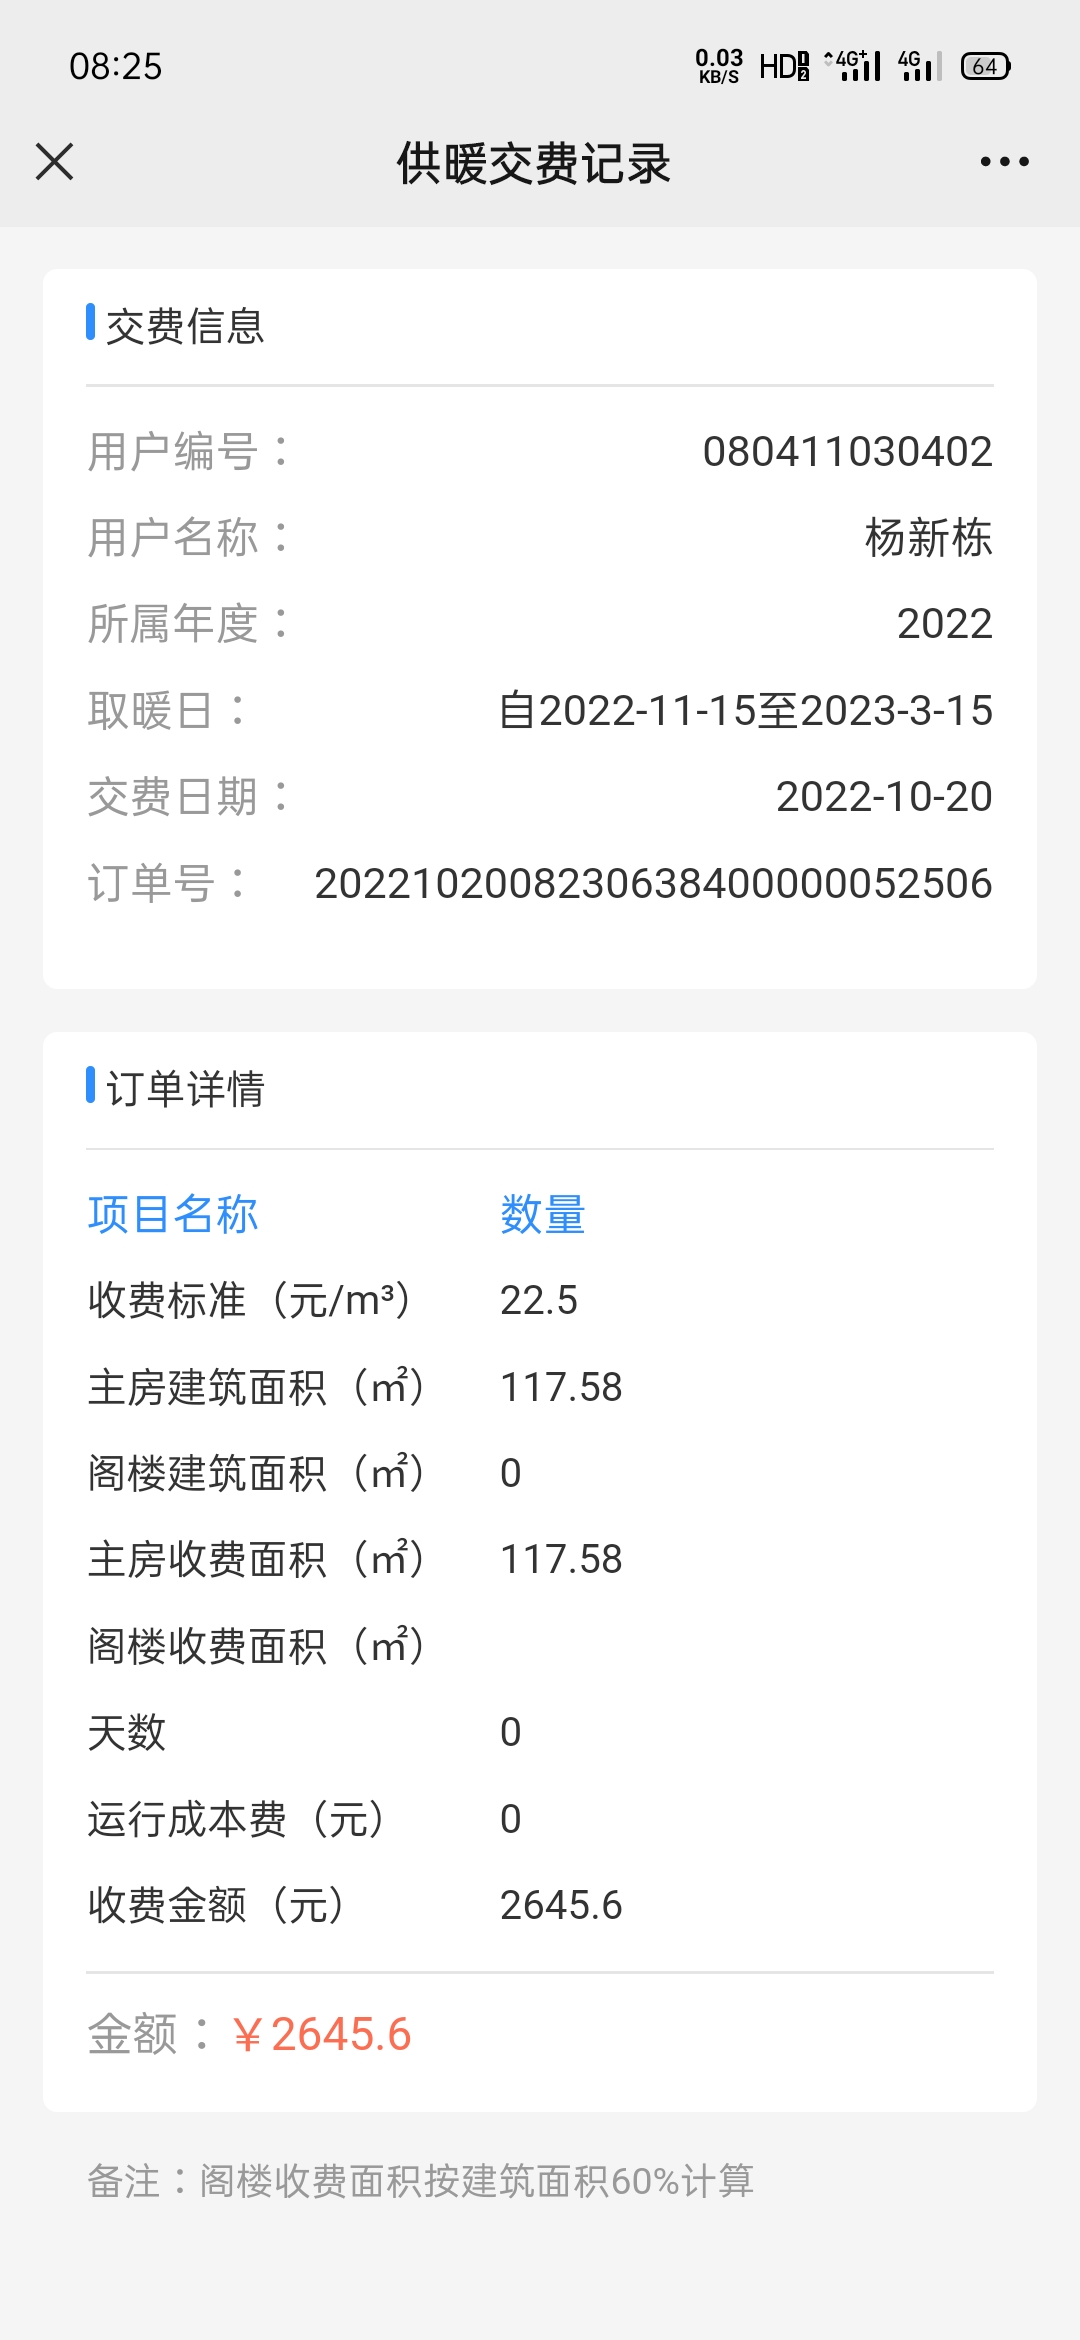 08:25 0.03 KB/S HD 1 2 4G+ 4G 64
供暖交费记录
交费信息
用户编号： 080411030402
用户名称： 杨新栋
所属年度： 2022
取暖日： 自2022-11-15至2023-3-15
交费日期： 2022-10-20
订单号： 2022102008230638400000052506
订单详情
项目名称 数量
收费标准（元/m³） 22.5
主房建筑面积（㎡） 117.58
阁楼建筑面积（㎡） 0
主房收费面积（㎡） 117.58
阁楼收费面积（㎡）
天数 0
运行成本费（元） 0
收费金额（元） 2645.6
金额：￥2645.6
备注：阁楼收费面积按建筑面积60%计算